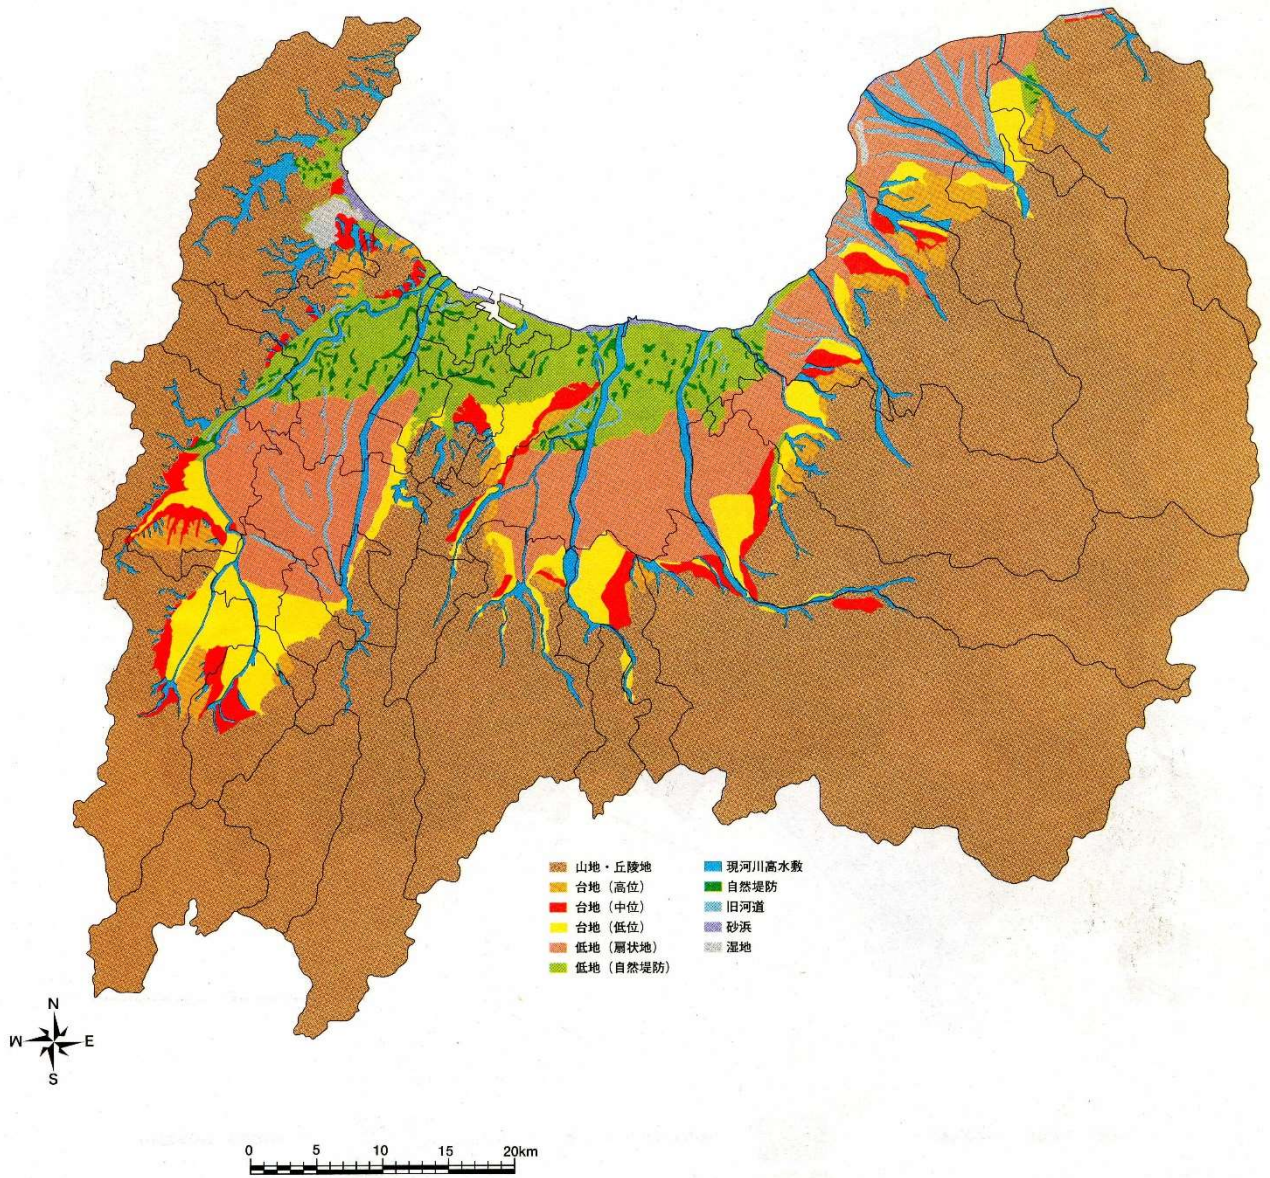 山地・丘陵地
台地（高位）
台地（中位）
台地（低位）
低地（扇状地）
低地（自然堤防）
現河川高水敷
自然堤防
旧河道
砂浜
湿地
N
W E
S
0 5 10 15 20km